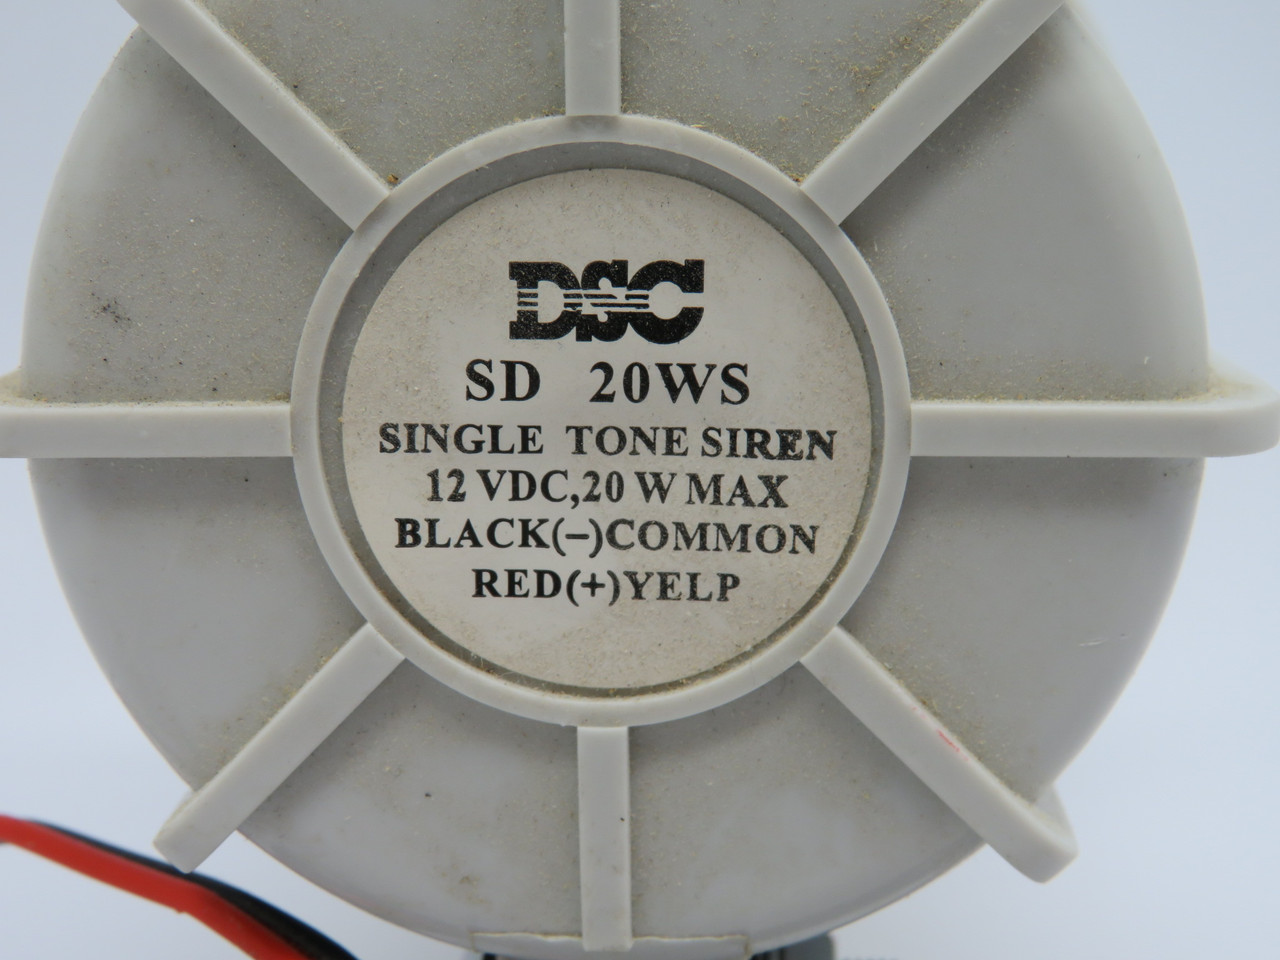 DSC
SD 20WS
SINGLE TONE SIREN
12 VDC,20 W MAX
BLACK(−)COMMON
RED(+)YELP